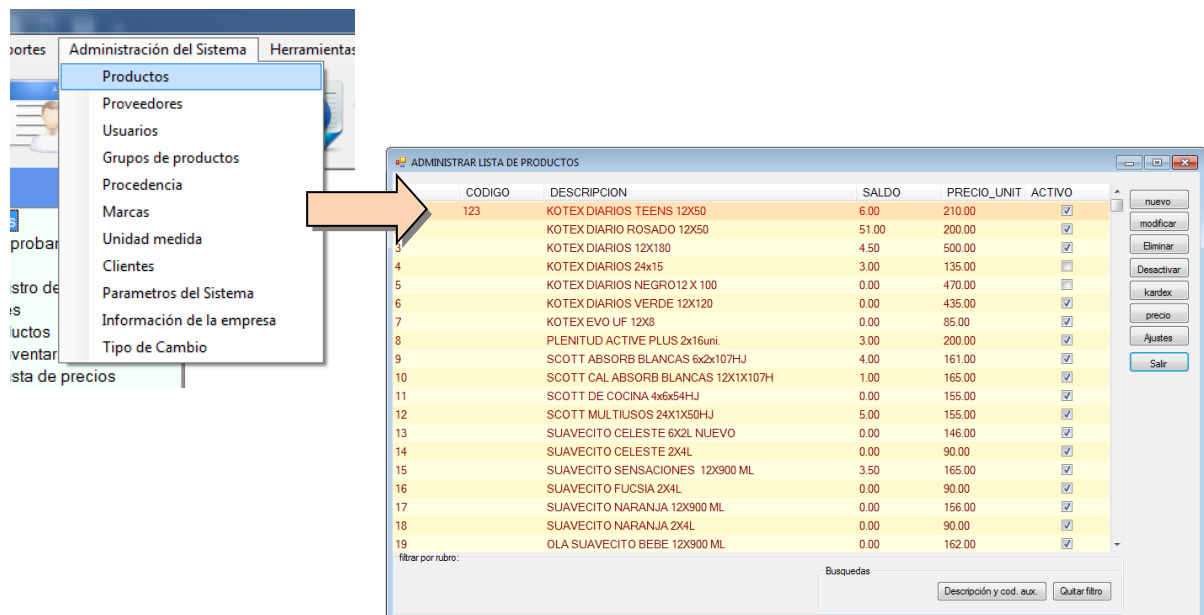 Administración del Sistema Herramientas
Productos
Proveedores
Usuarios
Grupos de productos
Procedencia
Marcas
Unidad medida
Clientes
Parametros del Sistema
Información de la empresa
Tipo de Cambio
ista de precios
ADMINISTRAR LISTA DE PRODUCTOS
CODIGO DESCRIPCION SALDO PRECIO_UNIT ACTIVO
123 KOTEX DIARIOS TEENS 12X50 6.00 210.00
KOTEX DIARIO ROSADO 12X50 51.00 200.00
3 KOTEX DIARIOS 12X180 4.50 500.00
4 KOTEX DIARIOS 24x15 3.00 135.00
5 KOTEX DIARIOS NEGRO12 X 100 0.00 470.00
6 KOTEX DIARIOS VERDE 12X120 0.00 435.00
7 KOTEX EVO UF 12X8 0.00 85.00
8 PLENITUD ACTIVE PLUS 2x16uni. 3.00 200.00
9 SCOTT ABSORB BLANCAS 6x2x107HJ 4.00 161.00
10 SCOTT CAL ABSORB BLANCAS 12X1X107H 1.00 165.00
11 SCOTT DE COCINA 4x6x54HJ 0.00 155.00
12 SCOTT MULTIUSOS 24X1X50HJ 5.00 155.00
13 SUAVECITO CELESTE 6X2L NUEVO 0.00 146.00
14 SUAVECITO CELESTE 2X4L 0.00 90.00
15 SUAVECITO SENSACIONES 12X900 ML 3.50 165.00
16 SUAVECITO FUCSIA 2X4L 0.00 90.00
17 SUAVECITO NARANJA 12X900 ML 0.00 156.00
18 SUAVECITO NARANJA 2X4L 0.00 90.00
19 OLA SUAVECITO BEBE 12X900 ML 0.00 162.00
nuevo
modificar
Eliminar
Desactivar
kardex
precio
Ajustes
Salir
filtrar por rubro:
Busquedas
Descripción y cod. aux. Quitar filtro